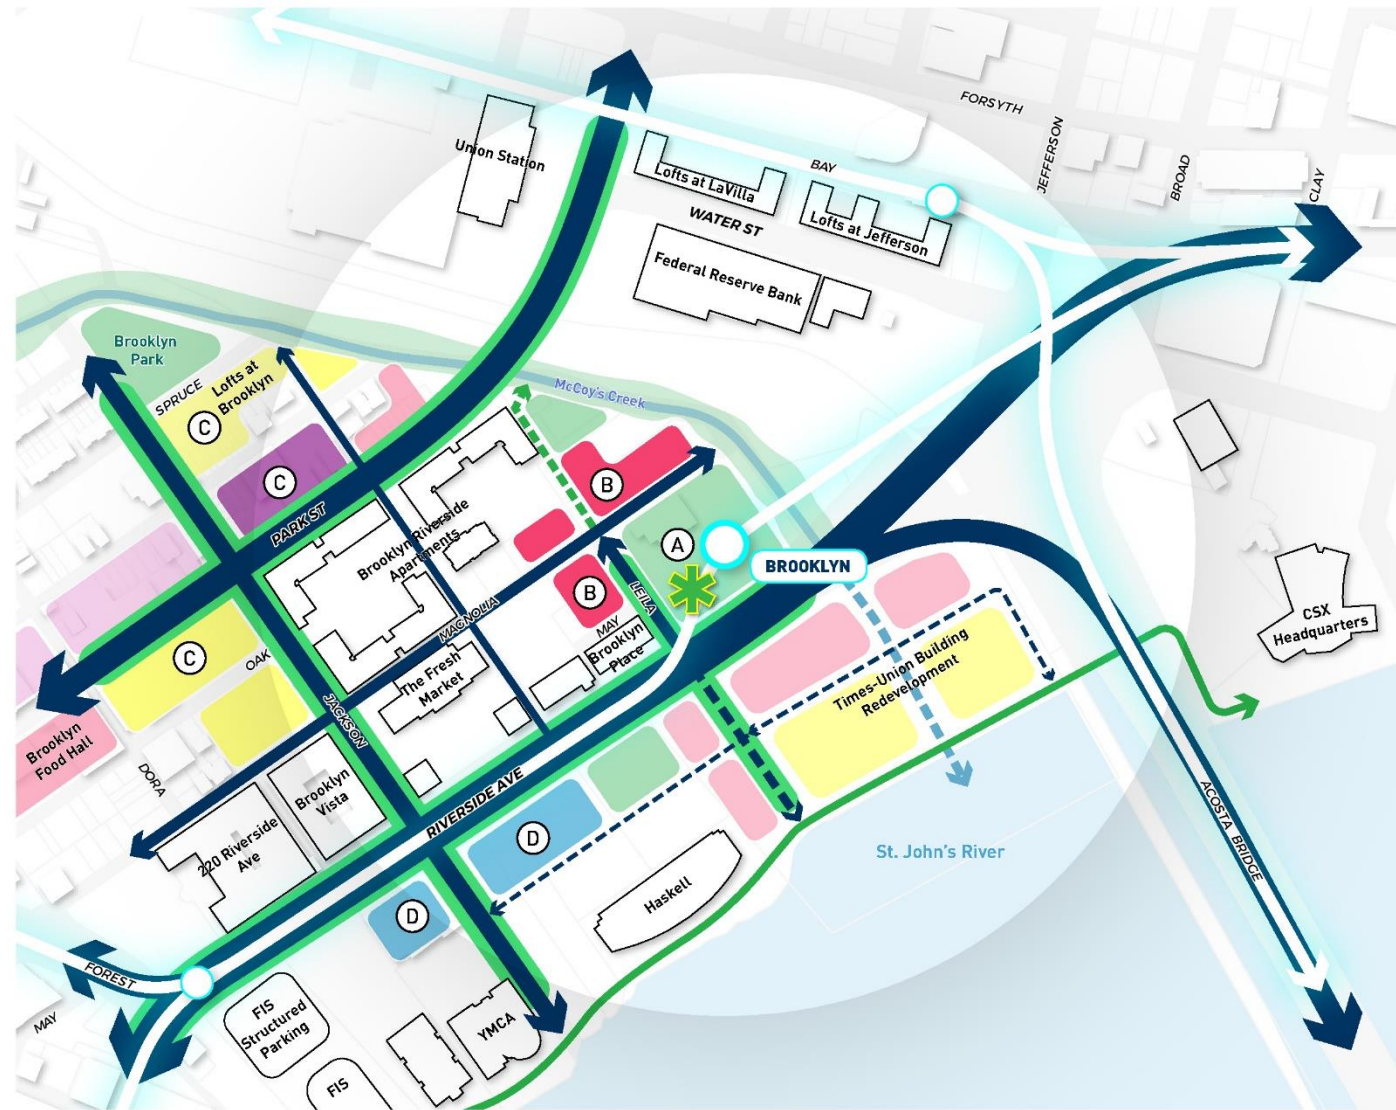 FORSYTH
JEFFERSON
BROAD
CLAY
BAY
Union Station
Lofts at LaVilla
Lofts at Jefferson
WATER ST
Federal Reserve Bank
Brooklyn
Park
SPRUCE
Lofts at
Brooklyn
C
McCoy's Creek
C
B
PARK ST
Brooklyn Riverside
Apartments
A
BROOKLYN
B
LEILA
MAGNOLIA
MAY
Brooklyn
Place
CSX
Headquarters
C
OAK
The Fresh
Market
Times-Union Building
Redevelopment
JACKSON
Brooklyn
Food Hall
DORA
Brooklyn
Vista
RIVERSIDE AVE
220 Riverside
Ave
D
St. John's River
ACOSTA BRIDGE
Haskell
D
FOREST
MAY
FIS
Structured
Parking
YMCA
FIS